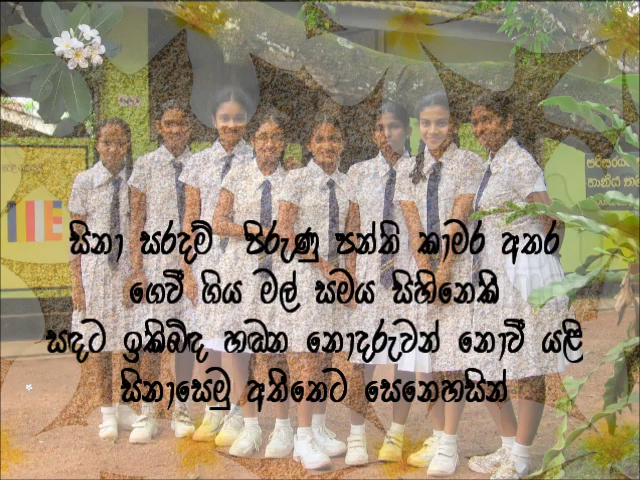 සිනා සරදම් පිරුණු පන්ති කාමර අතර
ගෙවී ගිය මල් සමය සිහිනෙකි
සඳට ඉකිබිඳ හඬන නොදරුවන් නොවී යළි
සිනාසෙමු අතීතෙට සෙනෙහසින්